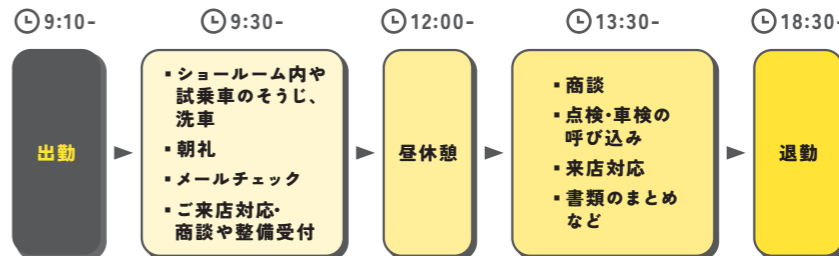 9:10-
9:30-
12:00-
13:30-
18:30-
出勤
▪ショールーム内や
試乗車のそうじ、
洗車
▪朝礼
▪メールチェック
▪ご来店対応・
商談や整備受付
昼休憩
▪商談
▪点検・車検の
呼び込み
▪来店対応
▪書類のまとめ
など
退勤